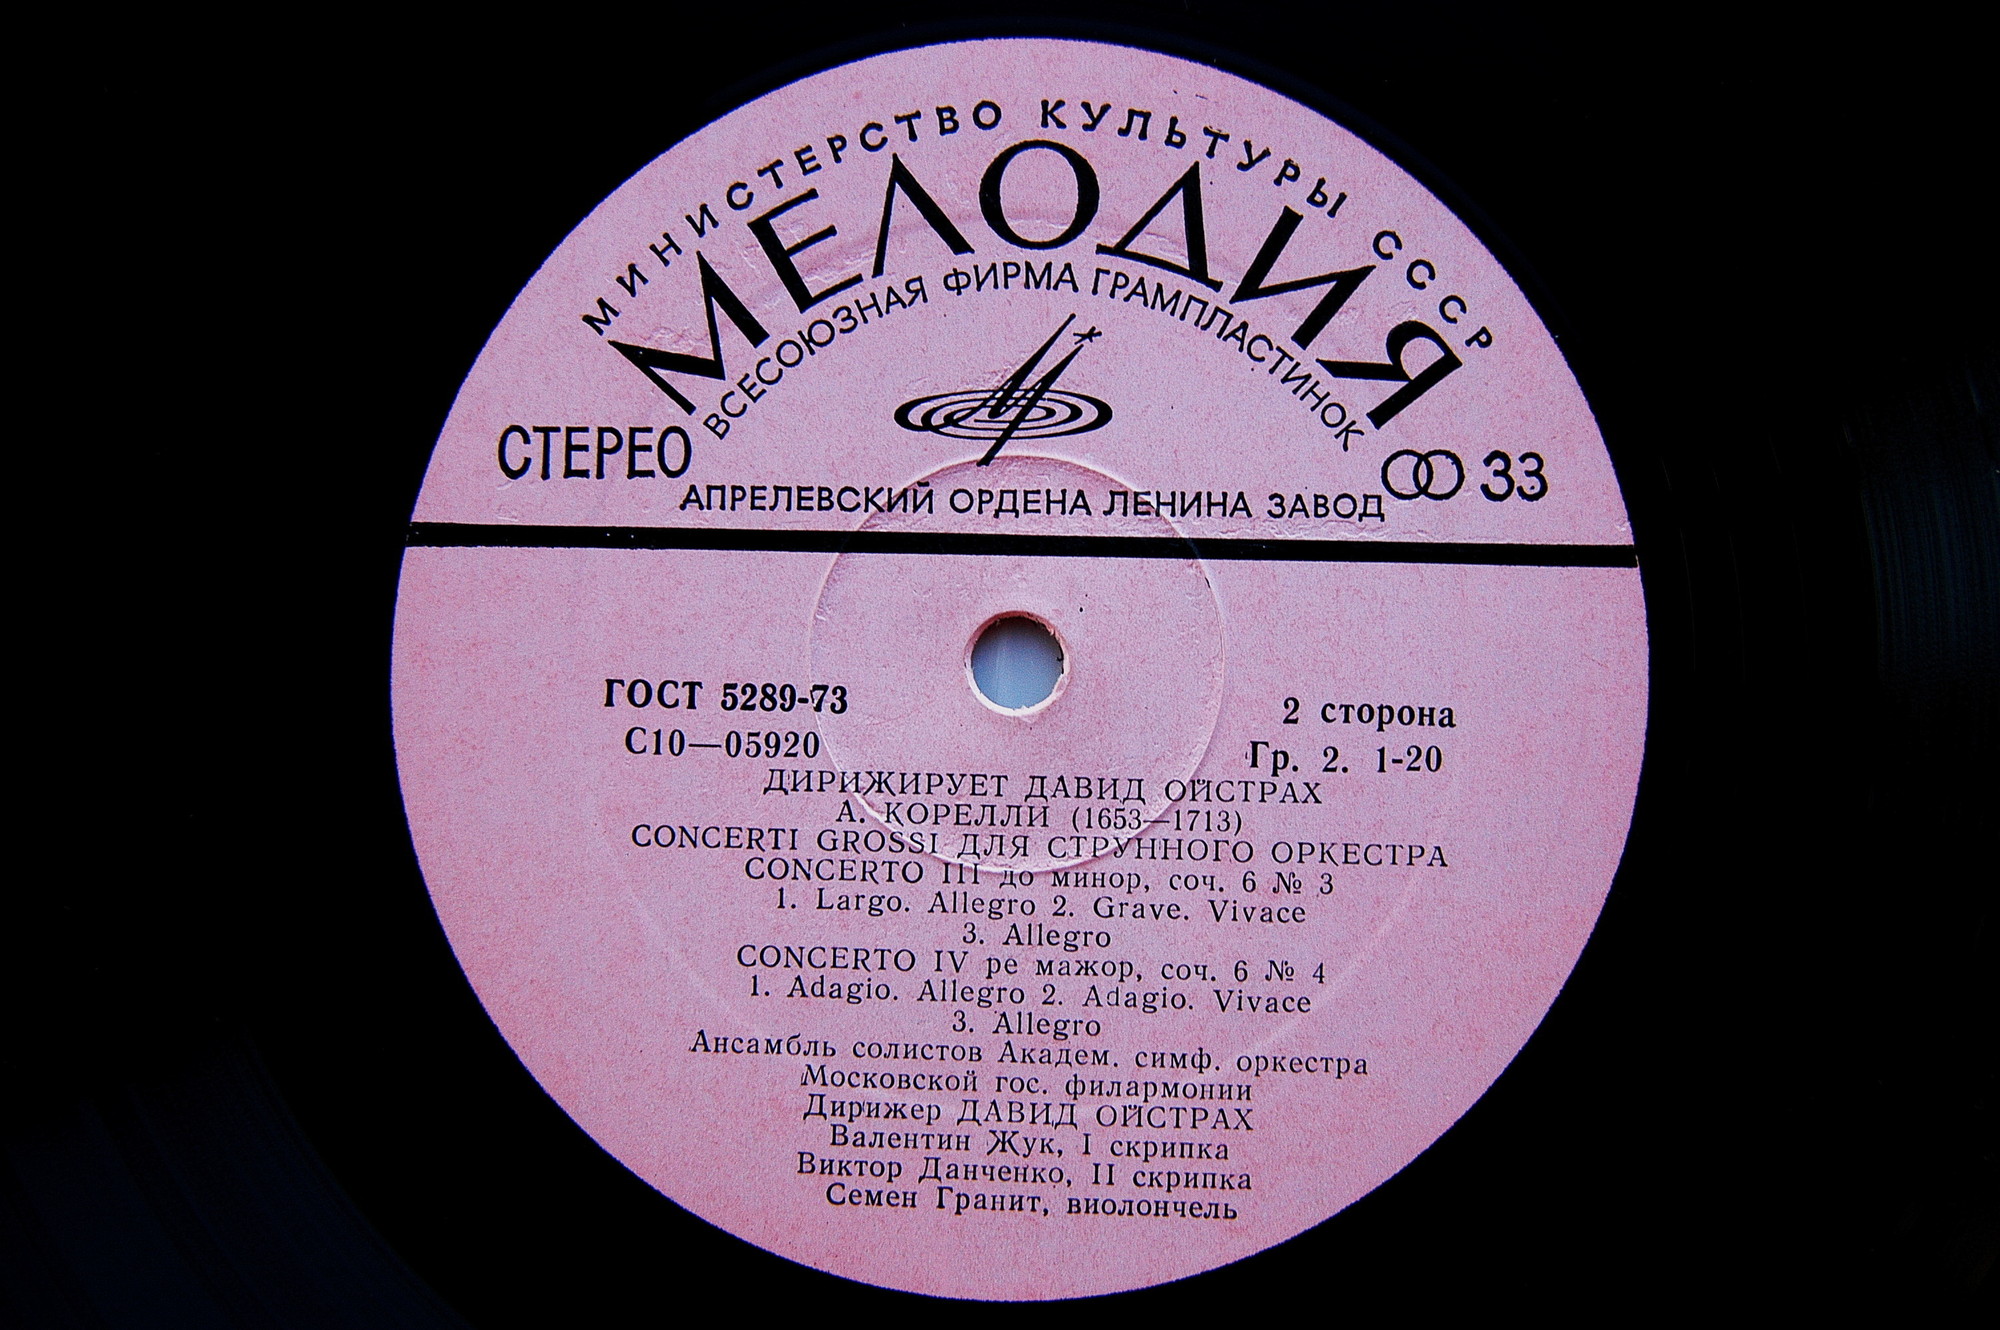 МИНИСТЕРСТВО КУЛЬТУРЫ СССР
МЕЛОДИЯ
ВСЕСОЮЗНАЯ ФИРМА ГРАМПЛАСТИНОК
СТЕРЕО
33
АПРЕЛЕВСКИЙ ОРДЕНА ЛЕНИНА ЗАВОД
ГОСТ 5289-73
2 сторона
С10—05920
Гр. 2. 1-20
ДИРИЖИРУЕТ ДАВИД ОЙСТРАХ
А. КОРЕЛЛИ (1653—1713)
CONCERTI GROSSI ДЛЯ СТРУННОГО ОРКЕСТРА
CONCERTO III до минор, соч. 6 № 3
1. Largo. Allegro 2. Grave. Vivace
3. Allegro
CONCERTO IV ре мажор, соч. 6 № 4
1. Adagio. Allegro 2. Adagio. Vivace
3. Allegro
Ансамбль солистов Академ. симф. оркестра
Московской гос. филармонии
Дирижер ДАВИД ОЙСТРАХ
Валентин Жук, I скрипка
Виктор Данченко, II скрипка
Семен Гранит, виолончель